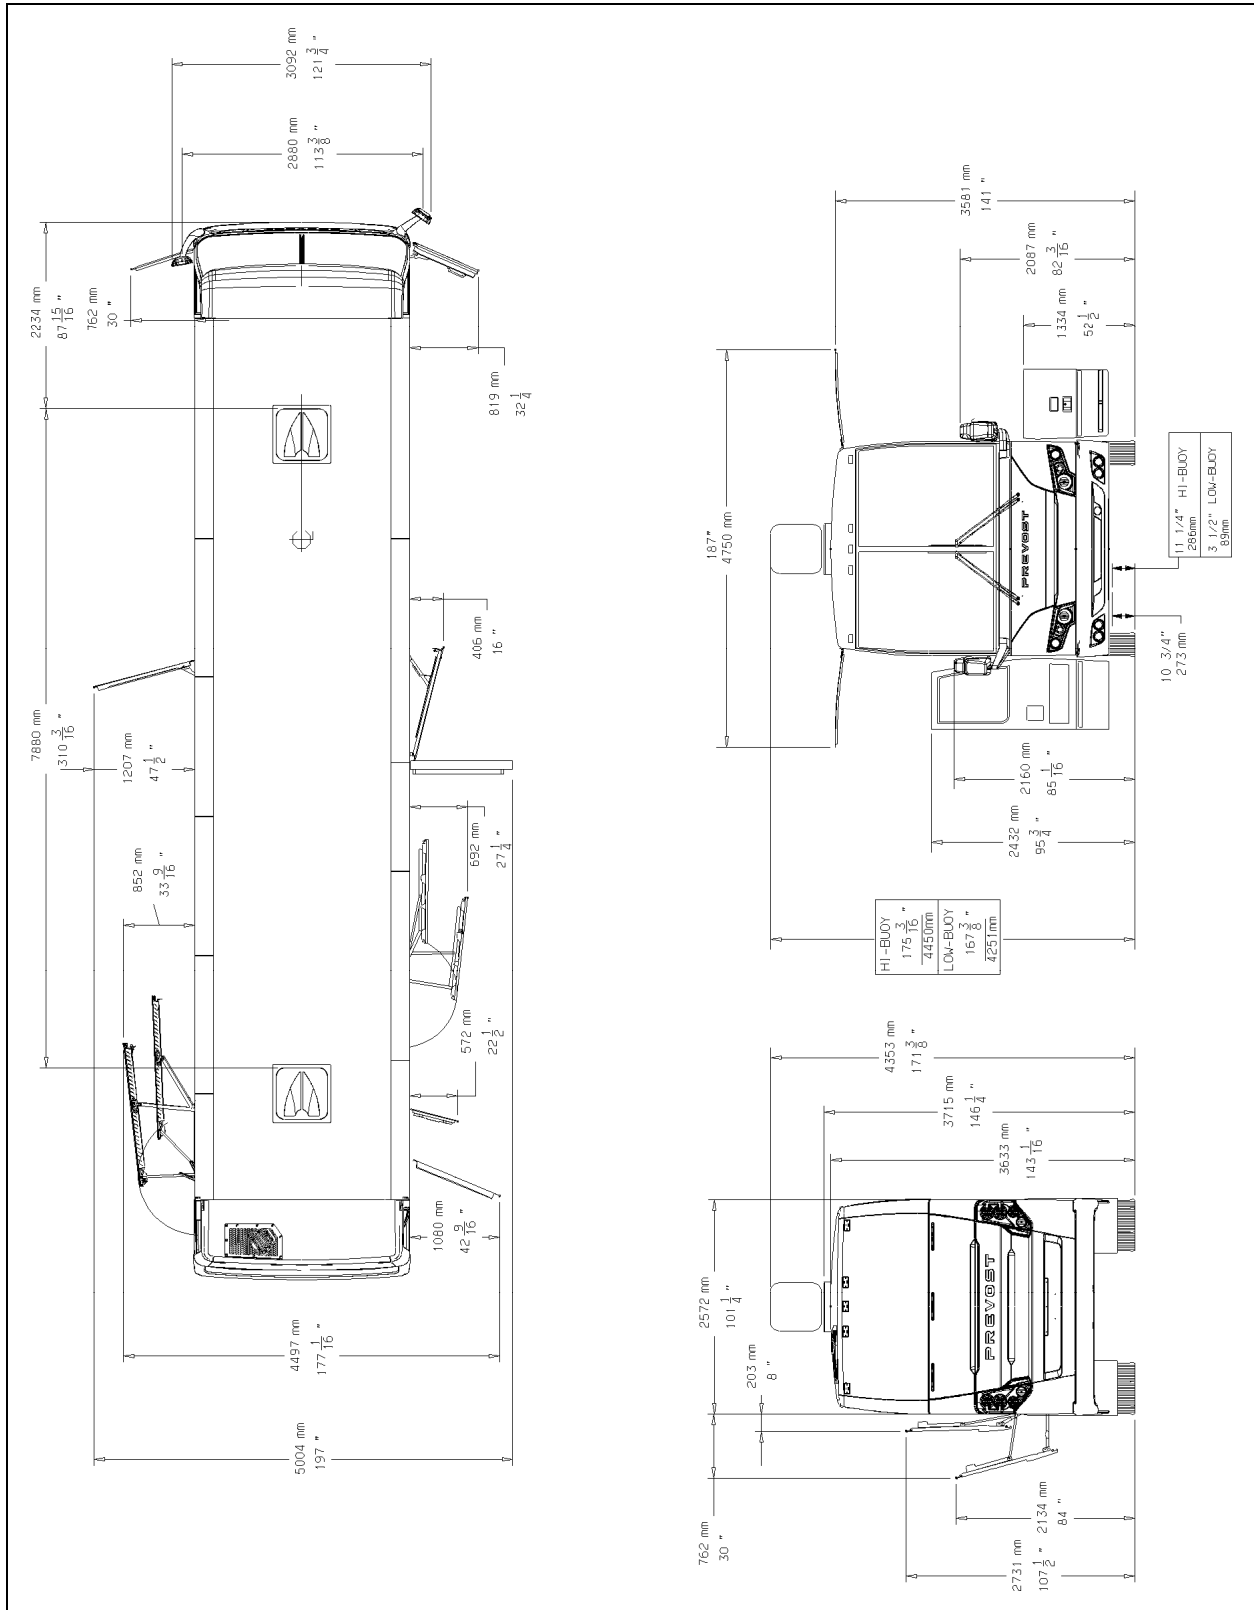 3092 mm
121 3/4 "
2880 mm
113 3/8 "
2234 mm
87 15/16 "
762 mm
30 "
819 mm
32 1/4 "
406 mm
16 "
7880 mm
310 3/16 "
1207 mm
47 1/2 "
692 mm
27 1/4 "
852 mm
33 9/16 "
572 mm
22 1/2 "
1080 mm
42 9/16 "
4497 mm
177 1/16 "
5004 mm
197 "
3581 mm
141 "
2087 mm
82 3/16 "
1334 mm
52 1/2 "
187"
4750 mm
PREVOST
11 1/4" HI-BUOY
286mm
3 1/2" LOW-BUOY
89mm
10 3/4"
273 mm
2160 mm
85 1/16 "
2432 mm
95 3/4 "
HI-BUOY
175 3/16 "
4450mm
LOW-BUOY
167 3/8 "
4251mm
4353 mm
171 3/8 "
3715 mm
146 1/4 "
3633 mm
143 1/16 "
2572 mm
101 1/4 "
203 mm
8 "
PREVOST
762 mm
30 "
2134 mm
84 "
2731 mm
107 1/2 "